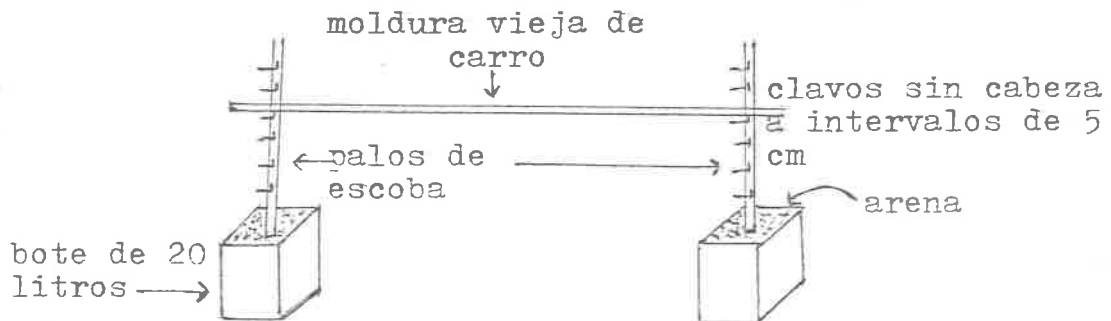 moldura vieja de
carro
clavos sin cabeza
a intervalos de 5
cm
palos de
escoba
arena
bote de 20
litros